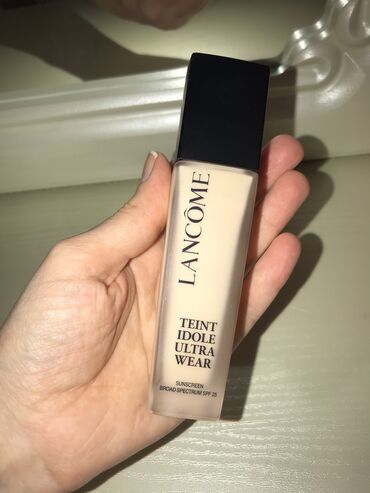 LANCÔME
TEINT
IDOLE
ULTRA
WEAR
SUNSCREEN
BROAD SPECTRUM SPF 25